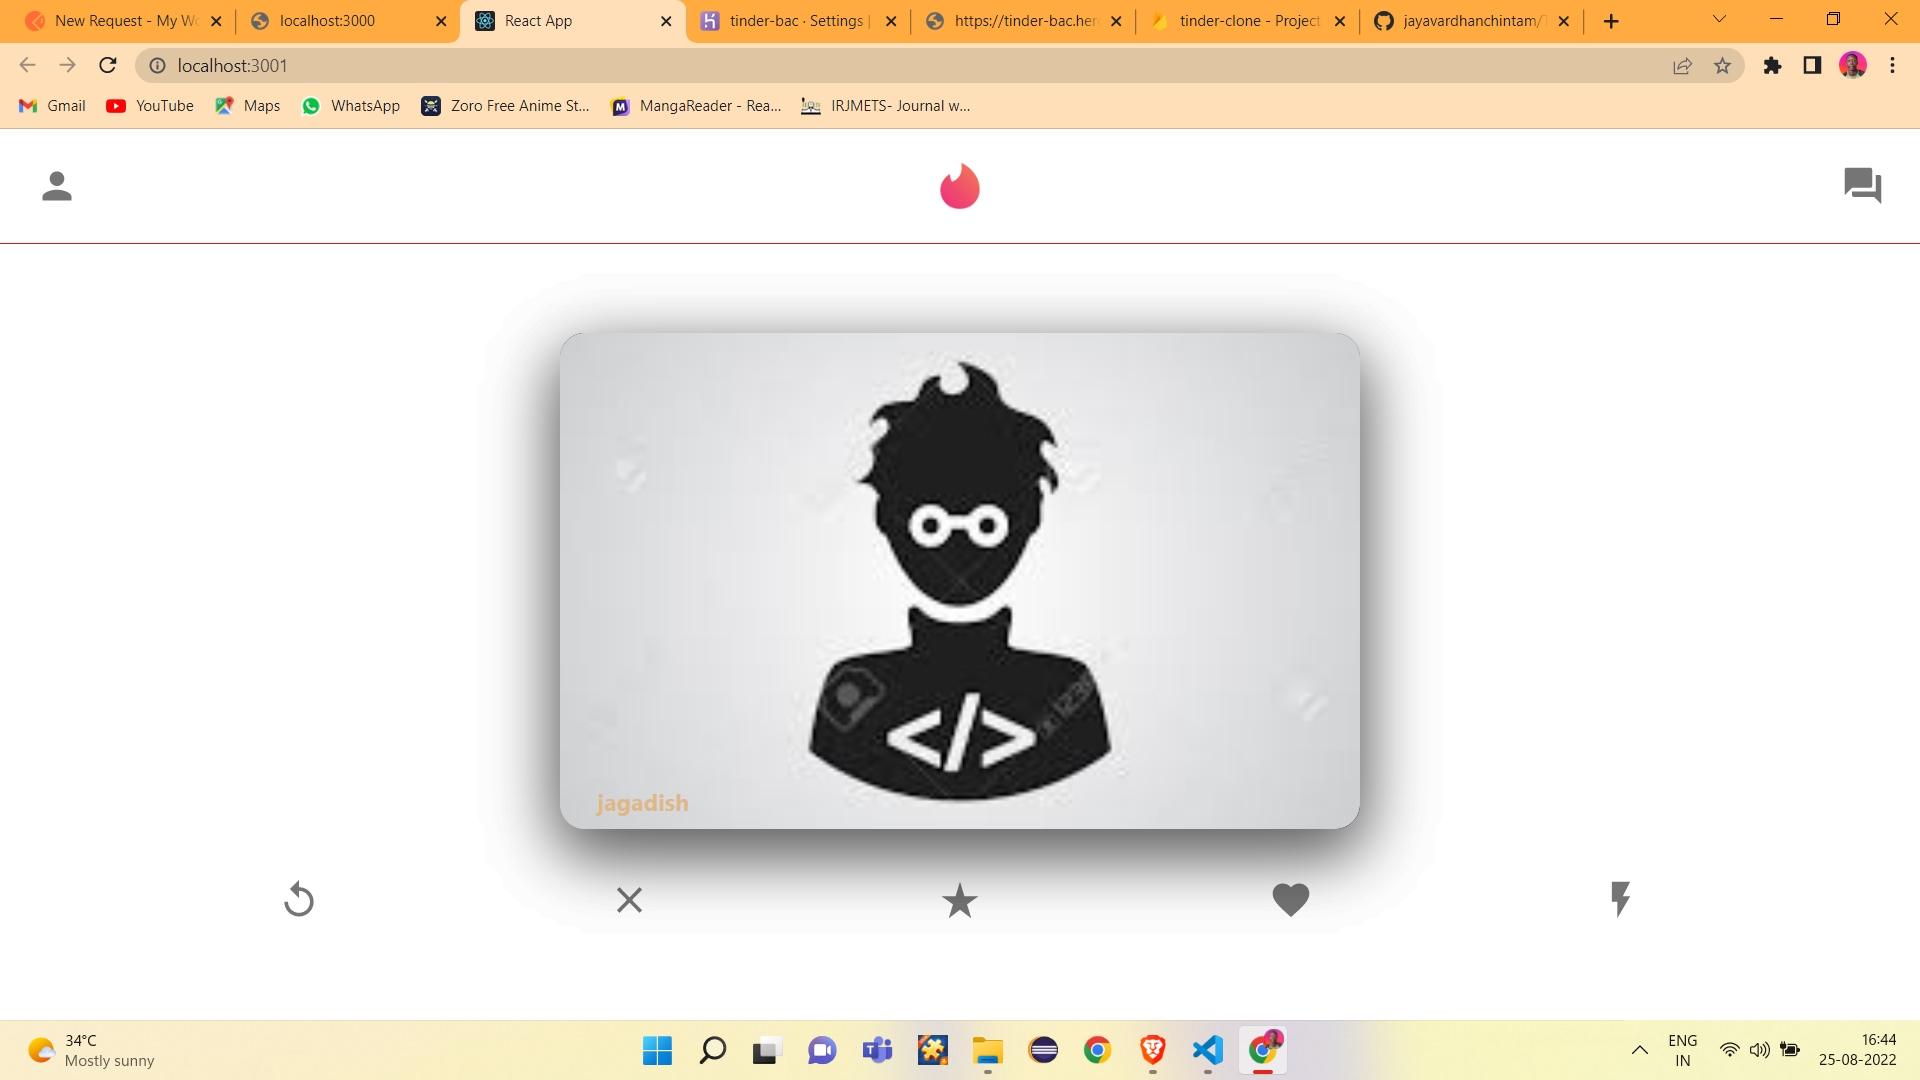 New Request - My Wo
localhost:3000
React App
tinder-bac · Settings |
https://tinder-bac.her
tinder-clone - Project
jayavardhanchintam/T
localhost:3001
Gmail
YouTube
Maps
WhatsApp
Zoro Free Anime St...
MangaReader - Rea...
IRJMETS- Journal w...
</>
jagadish
34°C
Mostly sunny
ENG
IN
16:44
25-08-2022